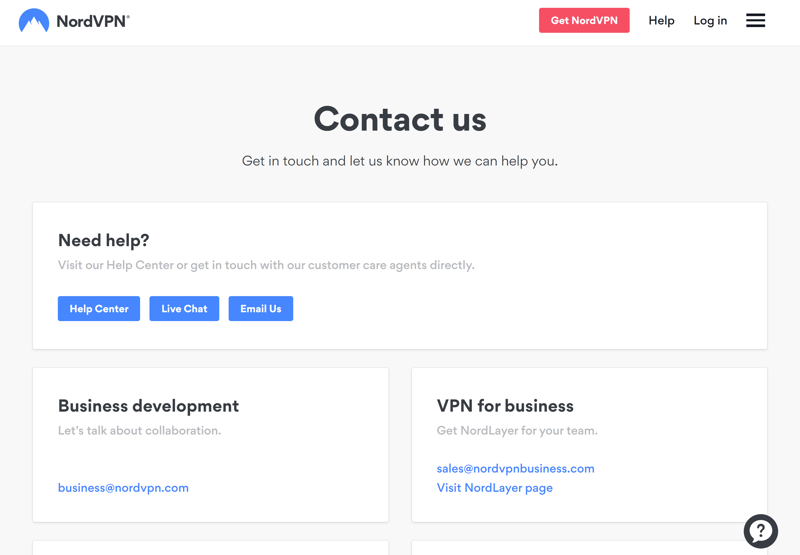 NordVPN®
Get NordVPN
Help
Log in
Contact us
Get in touch and let us know how we can help you.
Need help?
Visit our Help Center or get in touch with our customer care agents directly.
Help Center
Live Chat
Email Us
Business development
Let's talk about collaboration.
business@nordvpn.com
VPN for business
Get NordLayer for your team.
sales@nordvpnbusiness.com
Visit NordLayer page
?